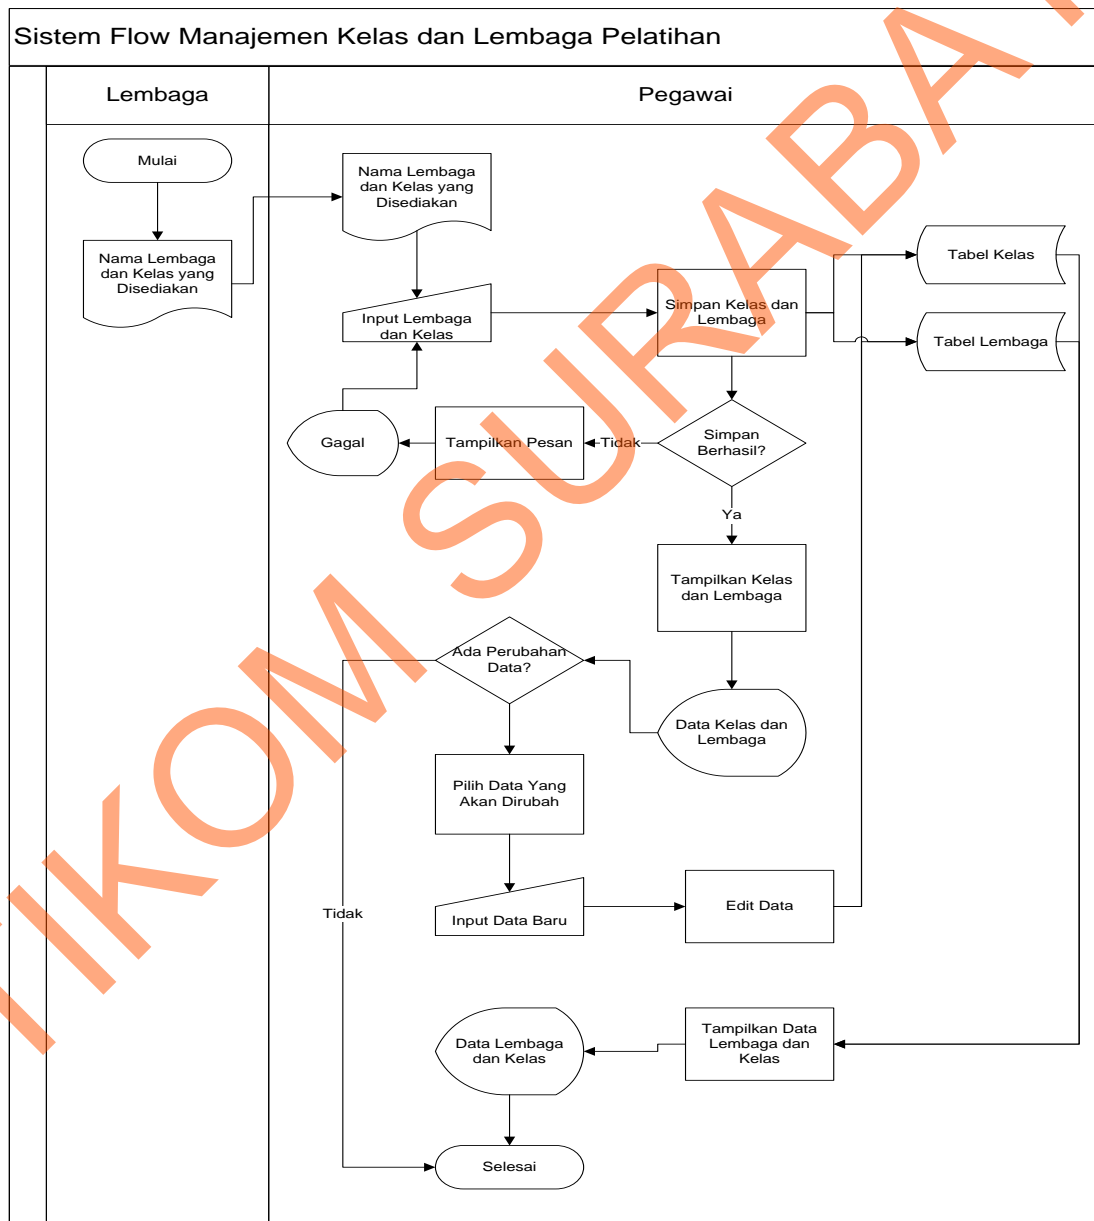 Sistem Flow Manajemen Kelas dan Lembaga Pelatihan
Lembaga
Pegawai
Mulai
Nama Lembaga
dan Kelas yang
Disediakan
Nama Lembaga
dan Kelas yang
Disediakan
Input Lembaga
dan Kelas
Simpan Kelas dan
Lembaga
Tabel Kelas
Tabel Lembaga
Simpan
Berhasil?
Tidak
Tampilkan Pesan
Gagal
Ya
Tampilkan Kelas
dan Lembaga
Data Kelas dan
Lembaga
Ada Perubahan
Data?
Pilih Data Yang
Akan Dirubah
Tidak
Input Data Baru
Edit Data
Tampilkan Data
Lembaga dan
Kelas
Data Lembaga
dan Kelas
Selesai
TIKOM SURABAY